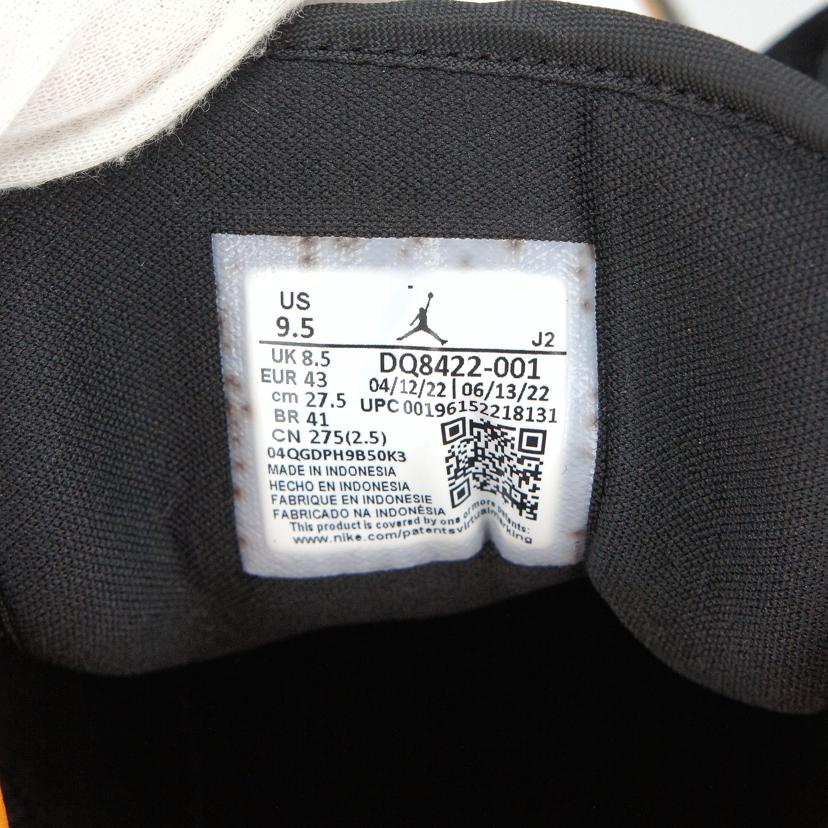 US
9.5
J2
UK 8.5
EUR 43
cm 27.5
BR 41
CN 275(2.5)
DQ8422-001
04/12/22 | 06/13/22
UPC 00196152218131
04QGDPH9B50K3
MADE IN INDONESIA
HECHO EN INDONESIA
FABRIQUE EN INDONESIE
FABRICADO NA INDONÉSIA
This product is covered by one or more patents:
www.nike.com/patentsvirtualmarking